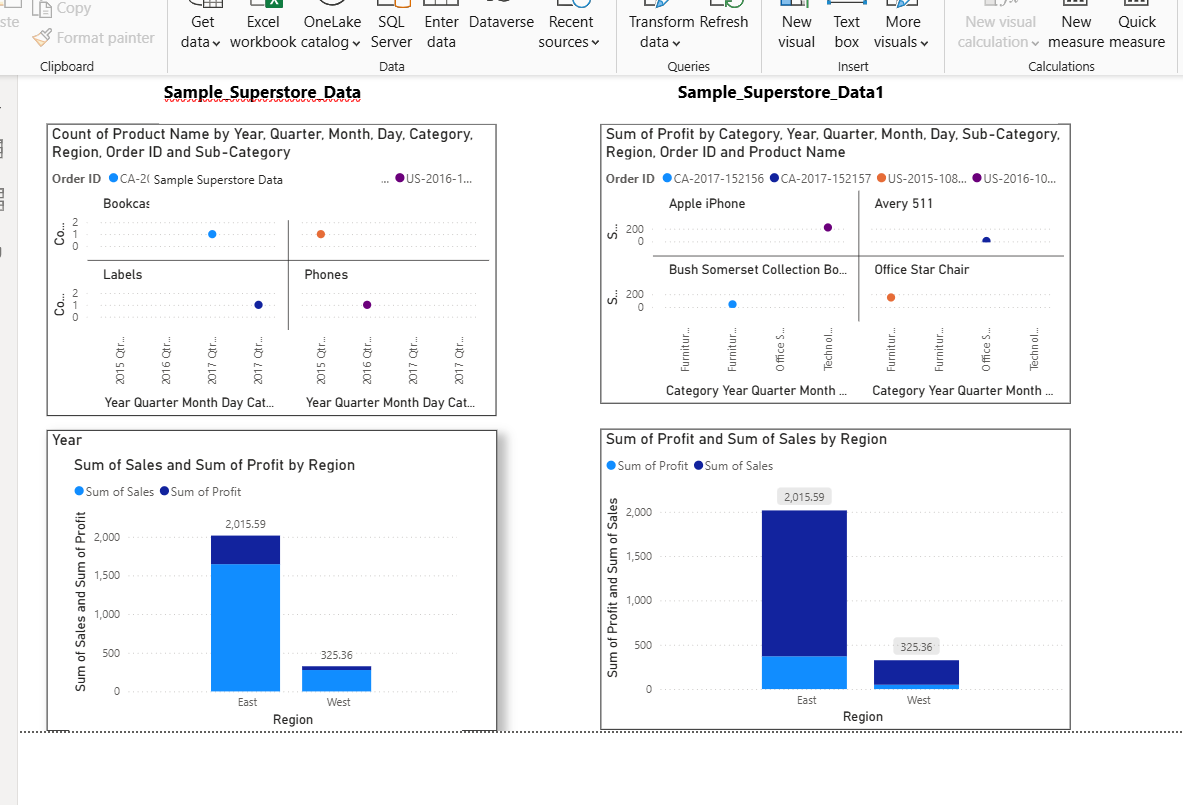 ste
Copy
Format painter
Clipboard
Get
data
Excel
workbook
OneLake
catalog
SQL
Server
Enter
data
Dataverse
Recent
sources
Data
Transform
data
Refresh
Queries
New
visual
Text
box
More
visuals
Insert
New visual
calculation
New
measure
Quick
measure
Calculations
Sample_Superstore_Data
Sample_Superstore_Data1
Count of Product Name by Year, Quarter, Month, Day, Category,
Region, Order ID and Sub-Category
Order ID CA-20 Sample Superstore Data ... US-2016-1...
Bookcas
Co...
2
1
0
Labels
Phones
Co...
2
1
0
2015 Qtr...
2016 Qtr...
2017 Qtr...
2017 Qtr...
2015 Qtr...
2016 Qtr...
2017 Qtr...
2017 Qtr...
Year Quarter Month Day Cat...
Year Quarter Month Day Cat...
Sum of Profit by Category, Year, Quarter, Month, Day, Sub-Category,
Region, Order ID and Product Name
Order ID CA-2017-152156 CA-2017-152157 US-2015-108... US-2016-10...
Apple iPhone
Avery 511
S...
200
0
Bush Somerset Collection Bo...
Office Star Chair
S...
200
0
Furnitur...
Furnitur...
Office S...
Technol...
Furnitur...
Furnitur...
Office S...
Technol...
Category Year Quarter Month ...
Category Year Quarter Month ...
Year
Sum of Sales and Sum of Profit by Region
Sum of Sales Sum of Profit
Sum of Sales and Sum of Profit
2,015.59
2,000
1,500
1,000
500
325.36
0
East
West
Region
Sum of Profit and Sum of Sales by Region
Sum of Profit Sum of Sales
Sum of Profit and Sum of Sales
2,015.59
2,000
1,500
1,000
500
325.36
0
East
West
Region